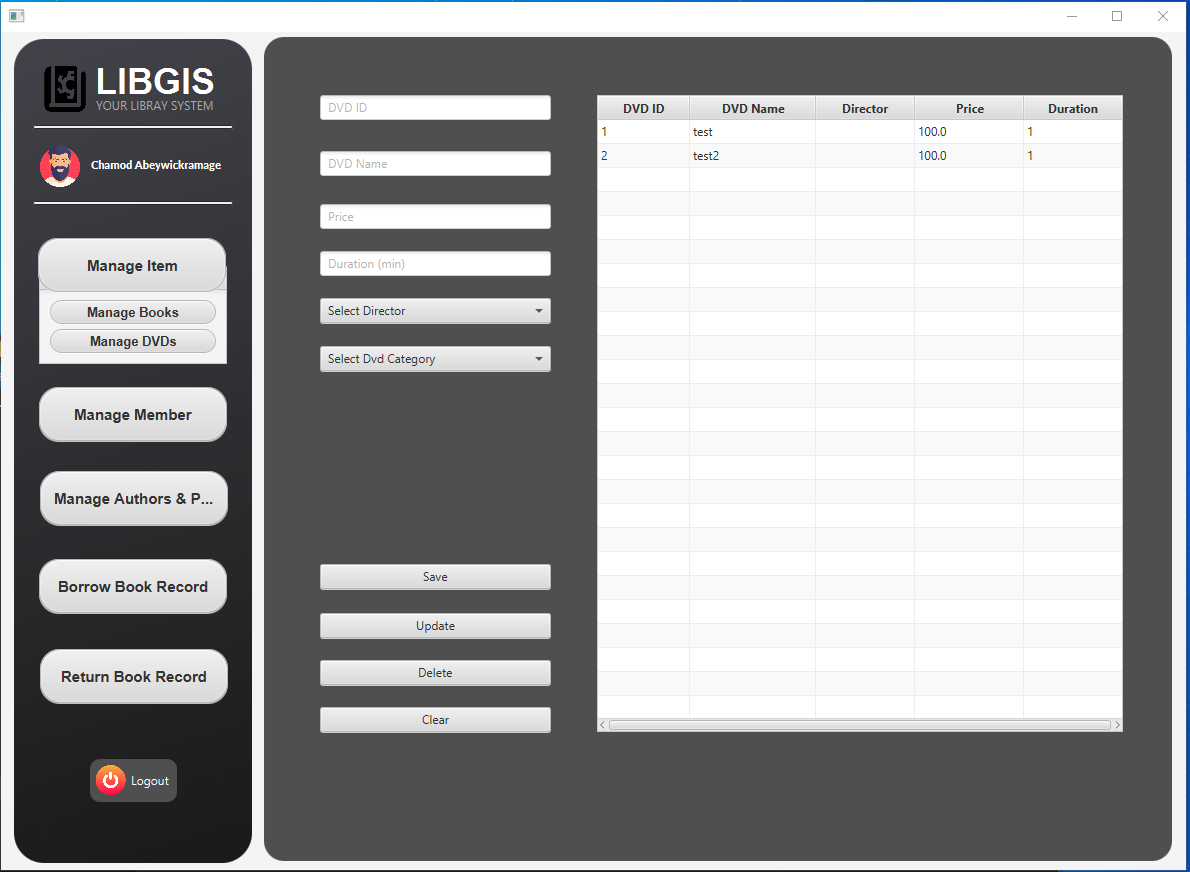 LIBGIS
YOUR LIBRAY SYSTEM
Chamod Abeywickramage
Manage Item
Manage Books
Manage DVDs
Manage Member
Manage Authors & P...
Borrow Book Record
Return Book Record
Logout
DVD ID
DVD Name
Price
Duration (min)
Select Director
Select Dvd Category
Save
Update
Delete
Clear
DVD ID DVD Name Director Price Duration
1 test 100.0 1
2 test2 100.0 1